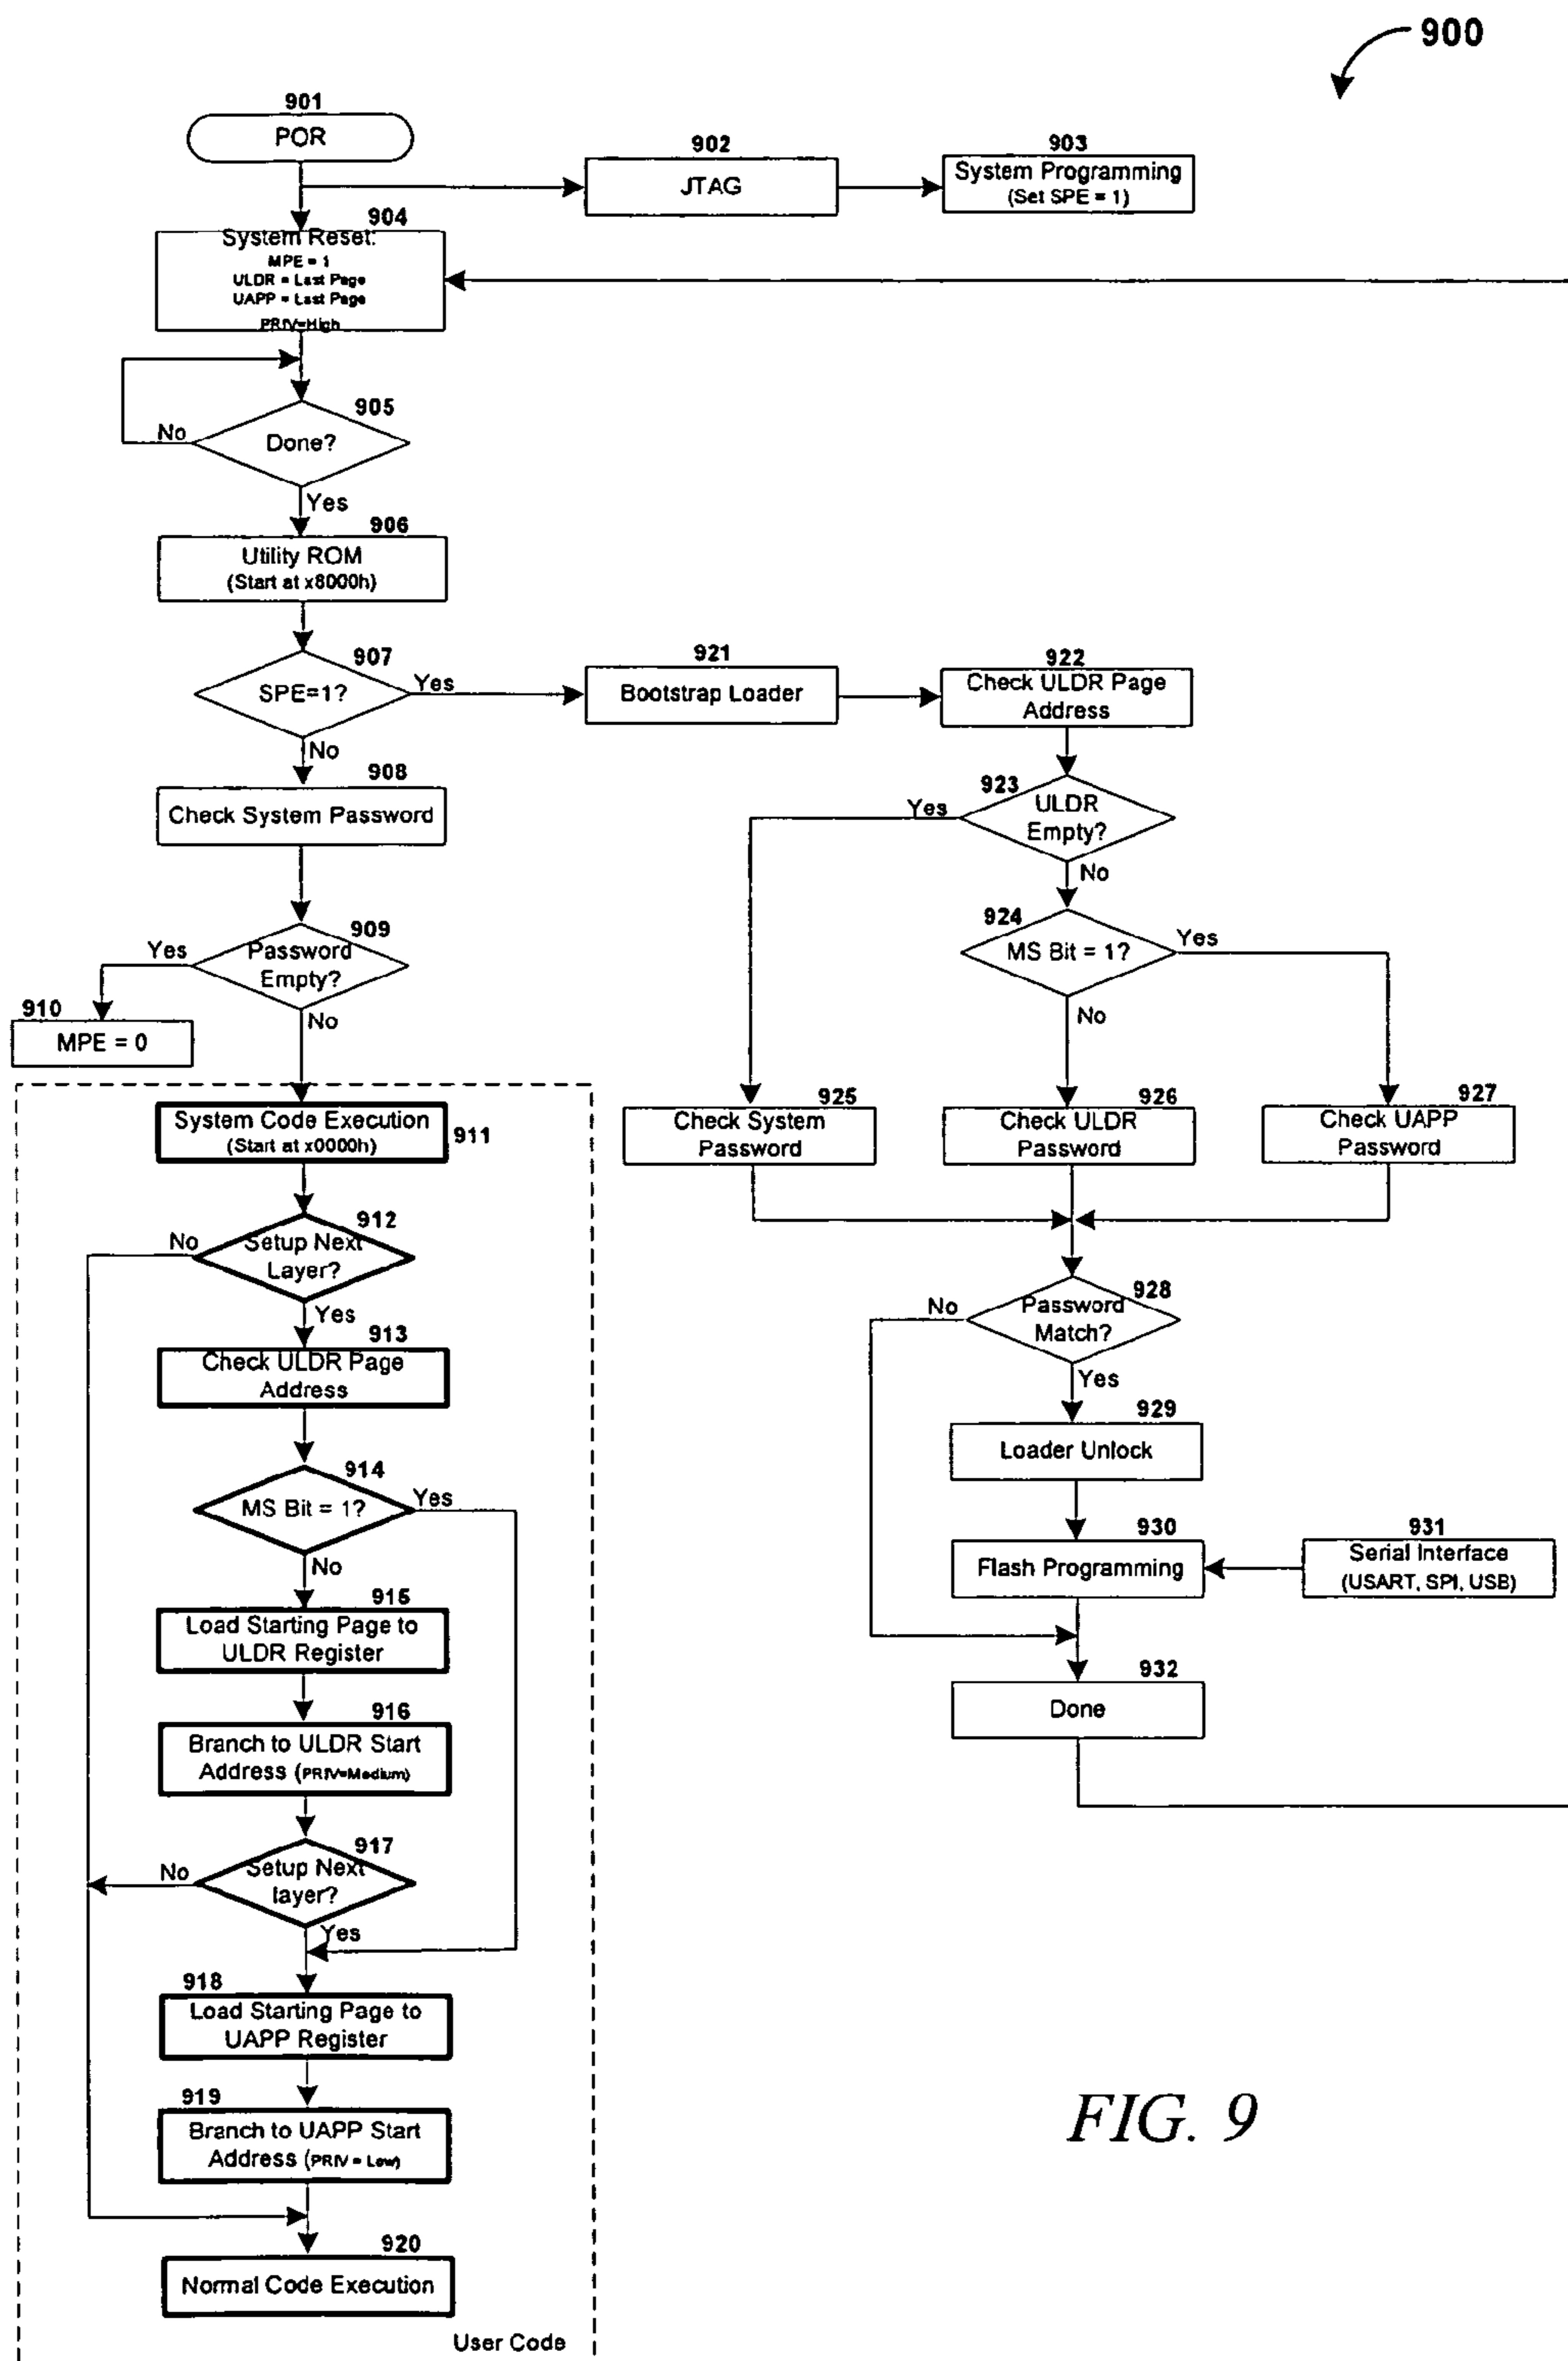 900
901
POR
902
JTAG
903
System Programming
(Set SPE = 1)
904
System Reset:
MPE = 1
ULDR = Last Page
UAPP = Last Page
PRIV=High
905
Done?
No
Yes
906
Utility ROM
(Start at x8000h)
907
SPE=1?
Yes
No
908
Check System Password
909
Password
Empty?
Yes
No
910
MPE = 0
System Code Execution
(Start at x0000h)
911
912
Setup Next
Layer?
No
Yes
913
Check ULDR Page
Address
914
MS Bit = 1?
Yes
No
915
Load Starting Page to
ULDR Register
916
Branch to ULDR Start
Address (PRIV=Medium)
917
Setup Next
layer?
No
Yes
918
Load Starting Page to
UAPP Register
919
Branch to UAPP Start
Address (PRIV = Low)
920
Normal Code Execution
User Code
921
Bootstrap Loader
922
Check ULDR Page
Address
923
ULDR
Empty?
Yes
No
924
MS Bit = 1?
Yes
No
925
Check System
Password
926
Check ULDR
Password
927
Check UAPP
Password
928
Password
Match?
No
Yes
929
Loader Unlock
930
Flash Programming
931
Serial Interface
(USART, SPI, USB)
932
Done
FIG. 9